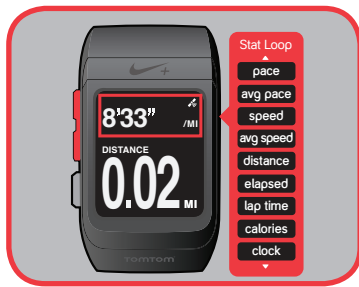 8'33" /MI
DISTANCE
0.02 MI
TOMTOM
Stat Loop
pace
avg pace
speed
avg speed
distance
elapsed
lap time
calories
clock